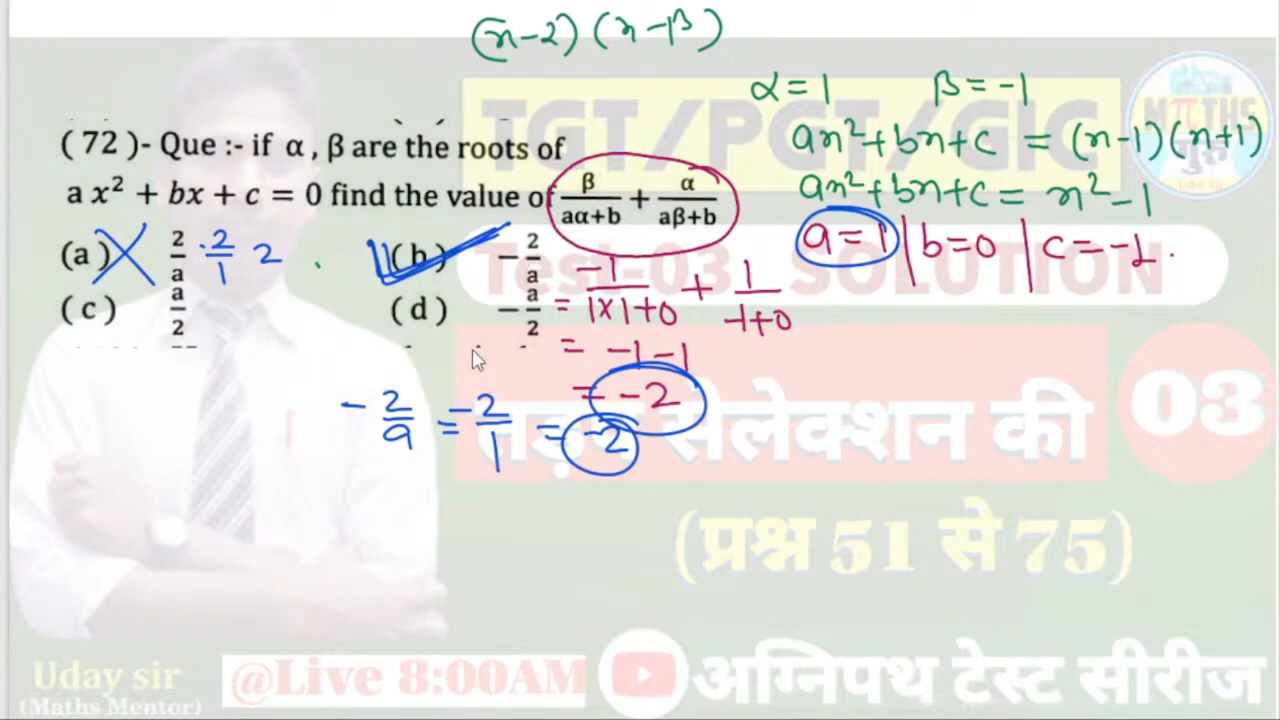 (x-2) (x-β)
α=1 β=-1
TGT/PGT/GIC
ax²+bx+c = (x-1)(x+1)
ax²+bx+c = x²-1
a=1 | b=0 | c=-1.
(72)- Que :- if α, β are the roots of
a x² + bx + c = 0 find the value of β/(aα+b) + α/(aβ+b)
(a) 2/a 2/1 2 (b) -2/a
(c) a/2 (d) -a/2
Test-03 SOLUTION
= -1/(1×1+0) + 1/(-1+0)
= -1-1
= -2
-2/a = -2/1 = -2
तड़प सेलेक्शन की 03
(प्रश्न 51 से 75)
Uday sir
(Maths Mentor)
@Live 8:00AM
अग्निपथ टेस्ट सीरीज